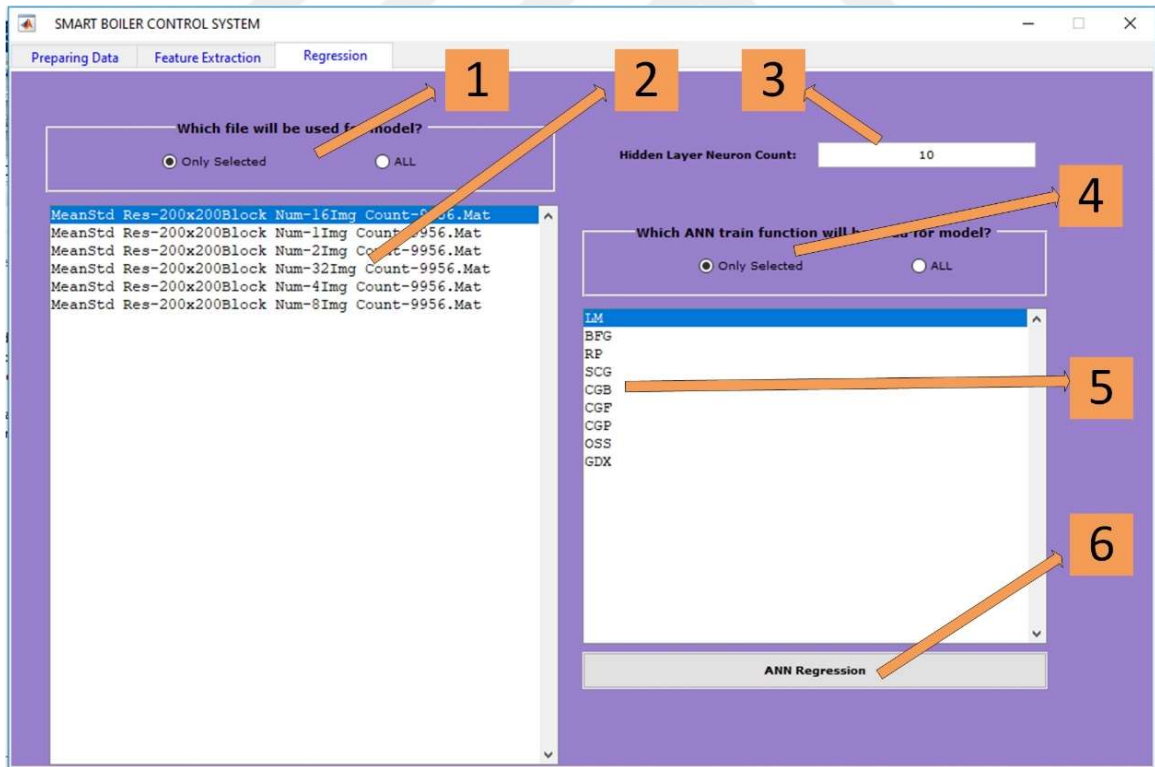 SMART BOILER CONTROL SYSTEM
Preparing Data Feature Extraction Regression
1 2 3
Which file will be used for model?
Only Selected ALL
MeanStd Res-200x200Block Num-16Img Count-9956.Mat
MeanStd Res-200x200Block Num-1Img Count-9956.Mat
MeanStd Res-200x200Block Num-2Img Count-9956.Mat
MeanStd Res-200x200Block Num-32Img Count-9956.Mat
MeanStd Res-200x200Block Num-4Img Count-9956.Mat
MeanStd Res-200x200Block Num-8Img Count-9956.Mat
Hidden Layer Neuron Count: 10
4
Which ANN train function will be used for model?
Only Selected ALL
LM
BFG
RP
SCG
CGB
CGF
CGP
OSS
GDX
5
6
ANN Regression